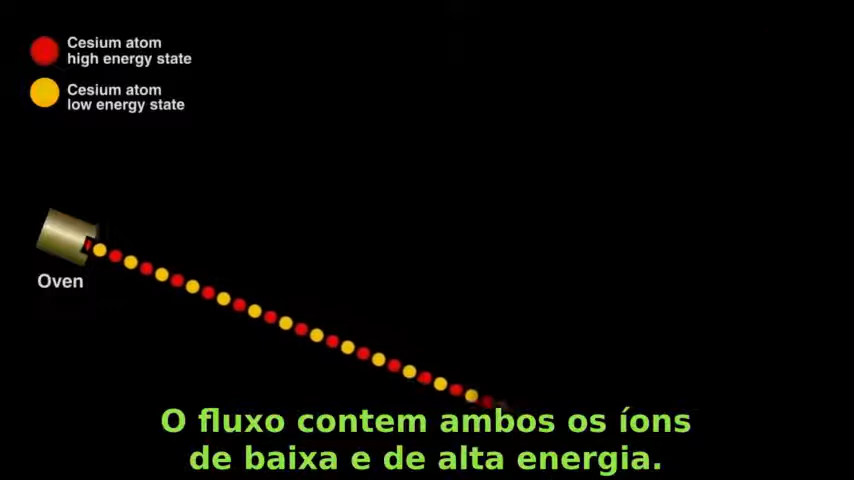 Cesium atom
high energy state
Cesium atom
low energy state
Oven
O fluxo contem ambos os íons
de baixa e de alta energia.